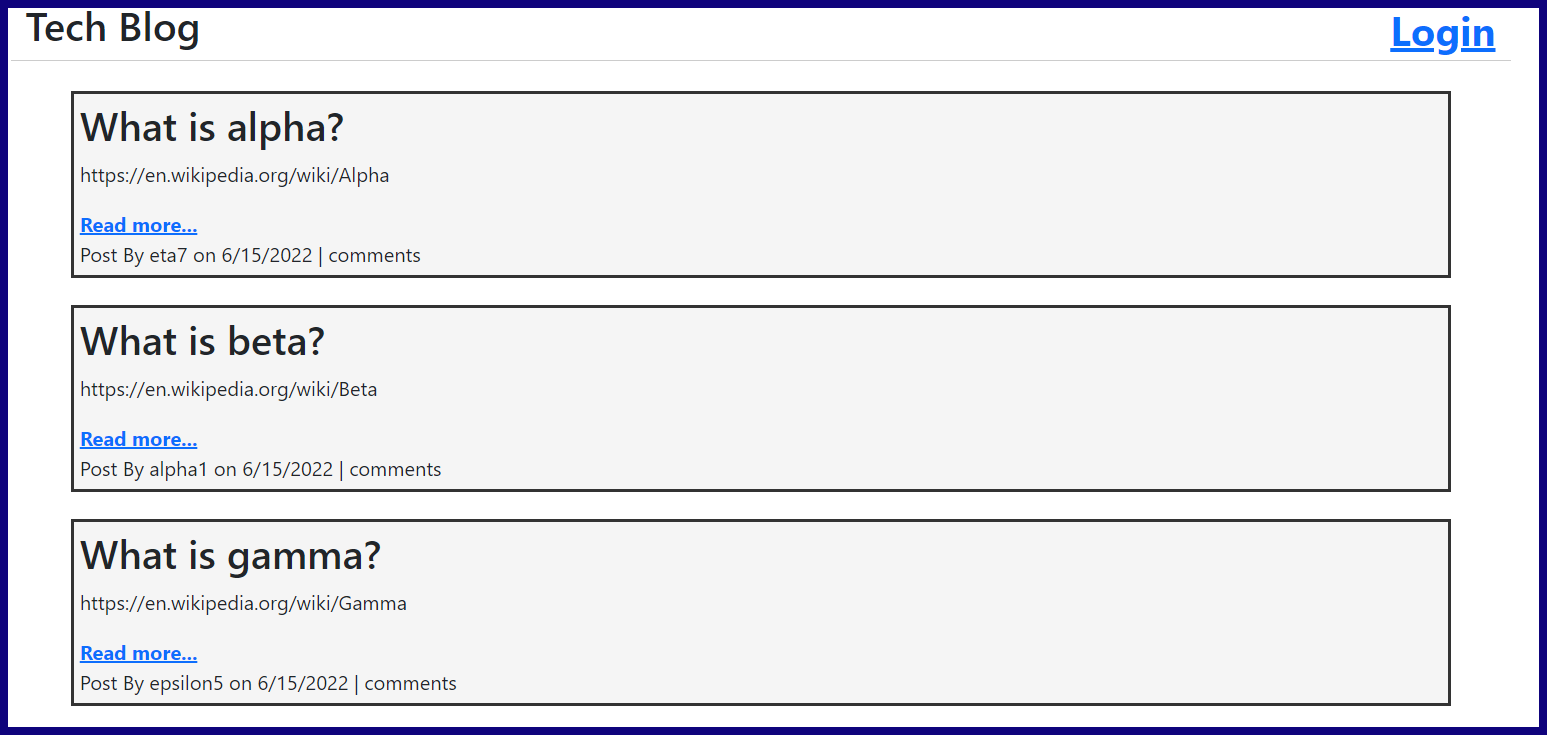 Tech Blog
Login
What is alpha?
https://en.wikipedia.org/wiki/Alpha
Read more...
Post By eta7 on 6/15/2022 | comments
What is beta?
https://en.wikipedia.org/wiki/Beta
Read more...
Post By alpha1 on 6/15/2022 | comments
What is gamma?
https://en.wikipedia.org/wiki/Gamma
Read more...
Post By epsilon5 on 6/15/2022 | comments